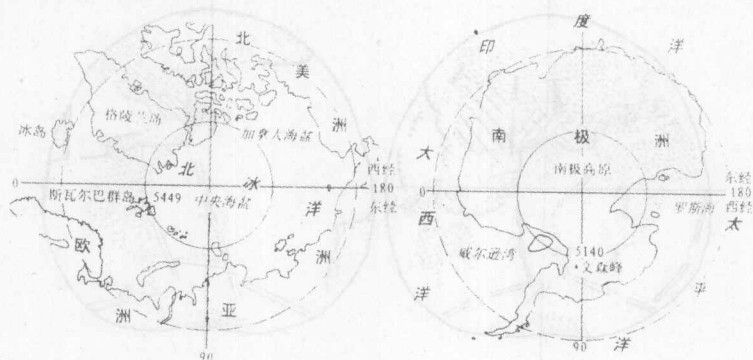 北
美
洲
格陵兰岛
冰岛
加拿大海盆
北
冰
洋
0
西经
180
东经
斯瓦尔巴群岛
5449
中央海盆
欧
洲
亚
洲
90
印
度
洋
南
极
洲
南极高原
太
平
洋
0
东经
180
西经
罗斯海
大
西
洋
威尔逊湾
5140
文森峰
90